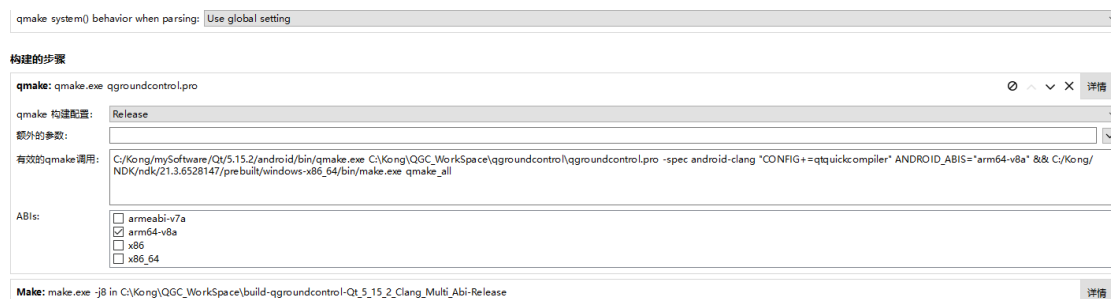 qmake system() behavior when parsing: Use global setting
构建的步骤
qmake: qmake.exe qgroundcontrol.pro 详情
qmake 构建配置: Release
额外的参数:
有效的qmake调用: C:/Kong/mySoftware/Qt/5.15.2/android/bin/qmake.exe C:\Kong\QGC_WorkSpace\qgroundcontrol\qgroundcontrol.pro -spec android-clang "CONFIG+=qtquickcompiler" ANDROID_ABIS="arm64-v8a" && C:/Kong/
NDK/ndk/21.3.6528147/prebuilt/windows-x86_64/bin/make.exe qmake_all
ABIs:
armeabi-v7a
arm64-v8a
x86
x86_64
Make: make.exe -j8 in C:\Kong\QGC_WorkSpace\build-qgroundcontrol-Qt_5_15_2_Clang_Multi_Abi-Release 详情